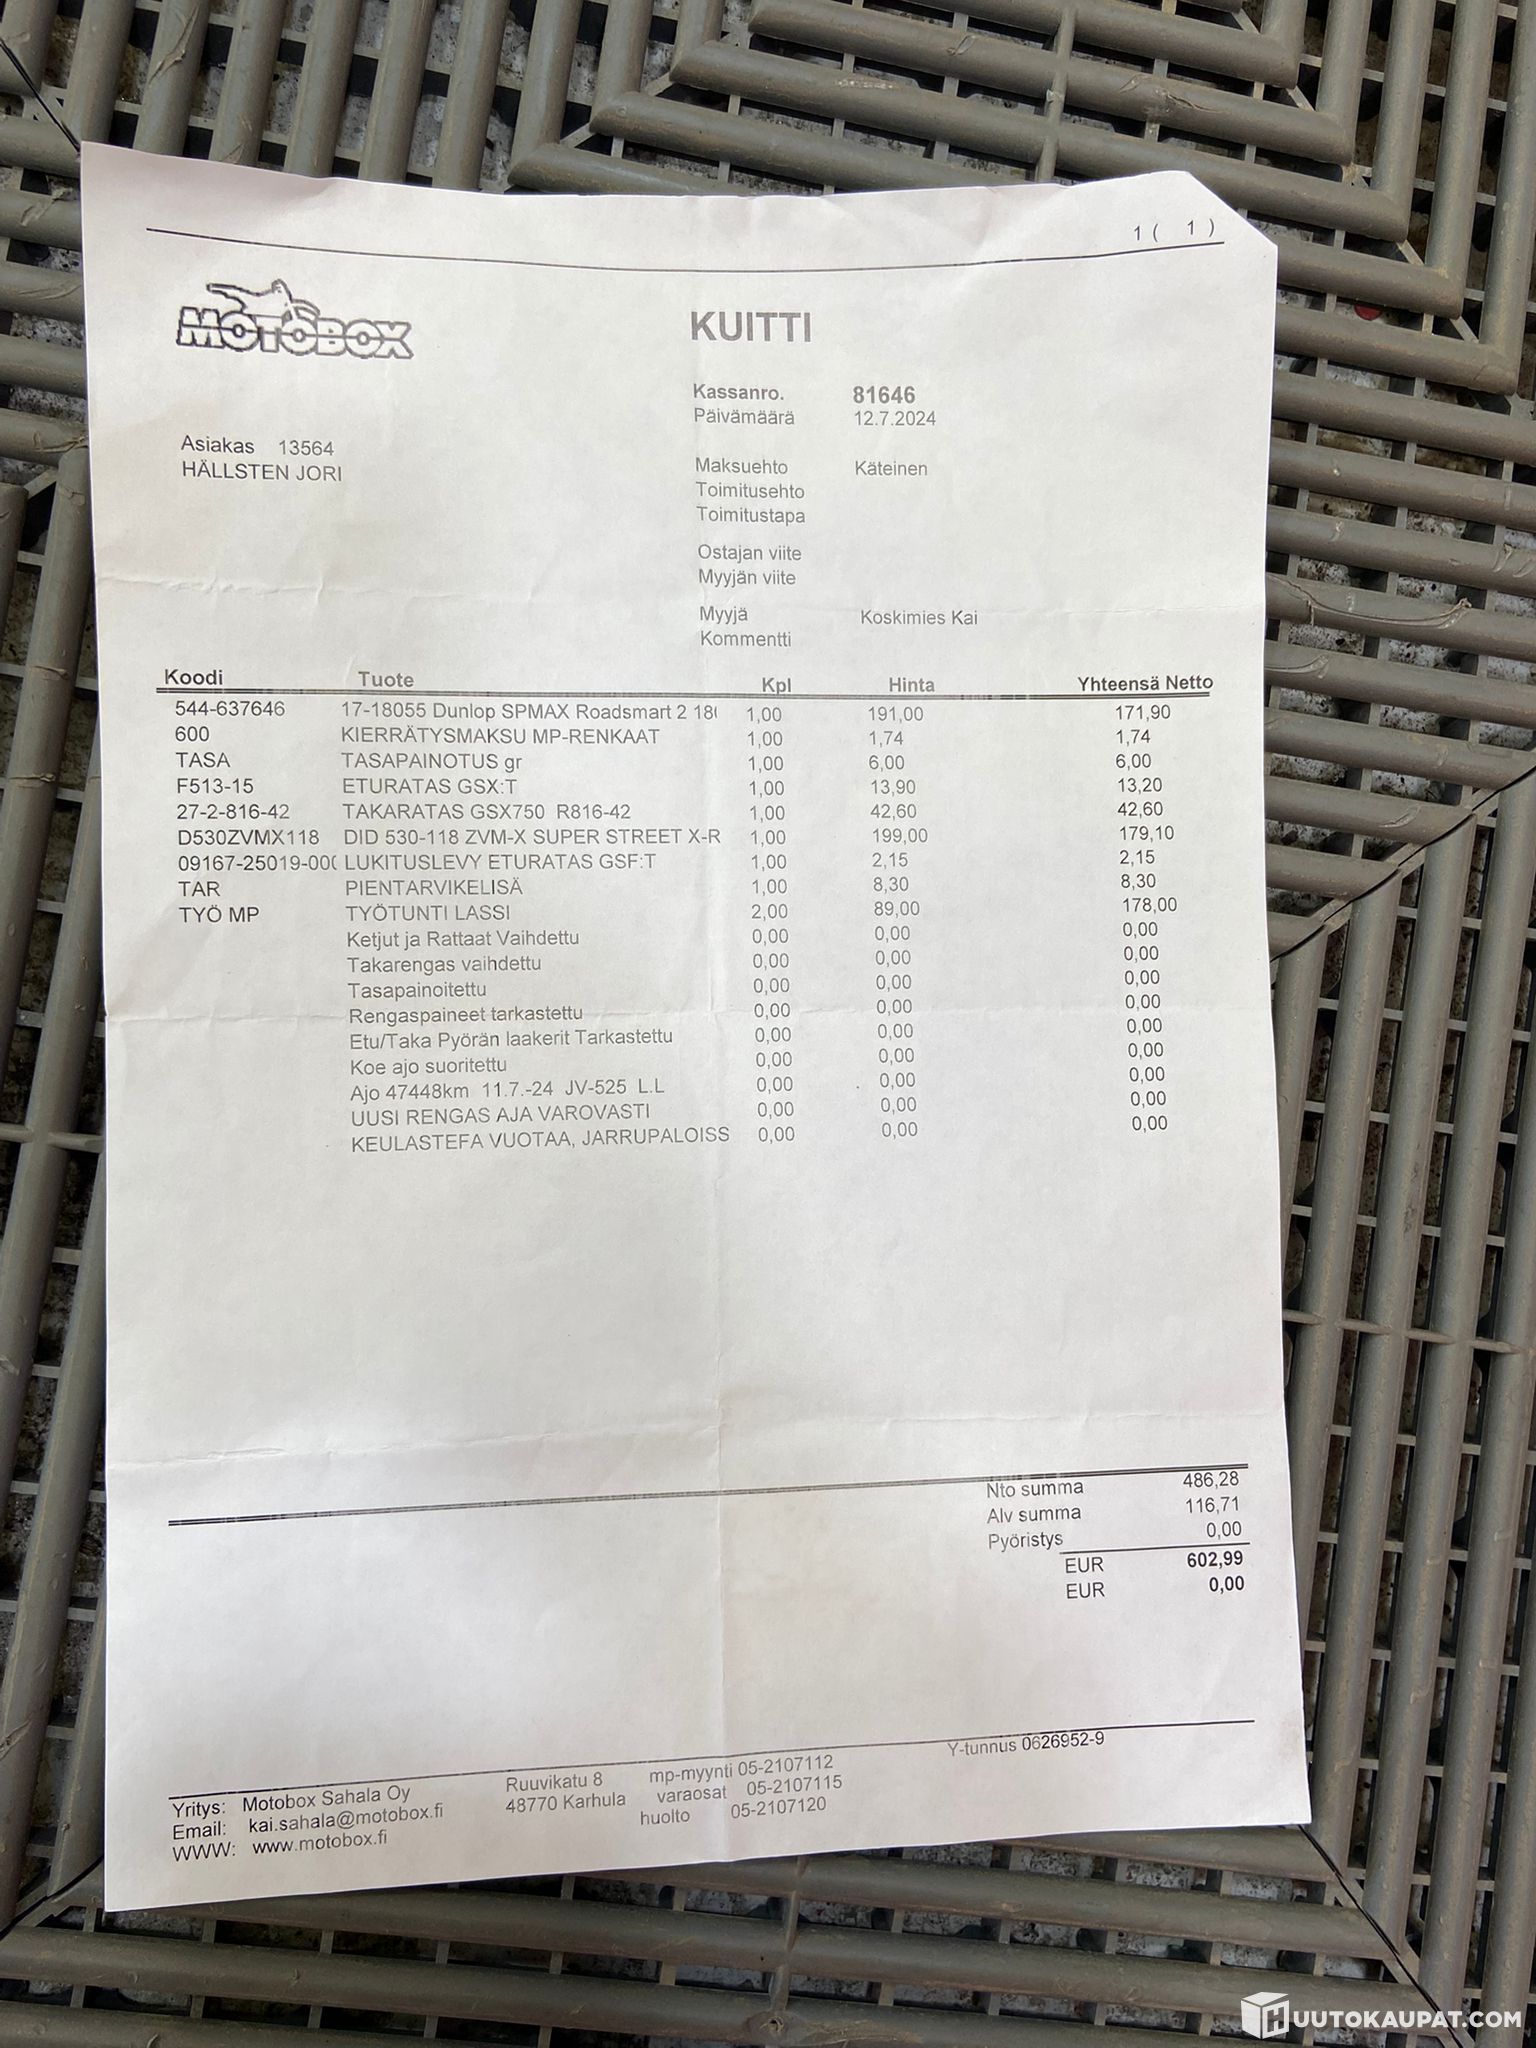 1 ( 1 )
MOTOBOX
KUITTI
Kassanro. 81646
Päivämäärä 12.7.2024
Asiakas 13564
HÄLLSTEN JORI
Maksuehto Käteinen
Toimitusehto
Toimitustapa
Ostajan viite
Myyjän viite
Myyjä Koskimies Kai
Kommentti
Koodi Tuote Kpl Hinta Yhteensä Netto
544-637646 17-18055 Dunlop SPMAX Roadsmart 2 18( 1,00 191,00 171,90
600 KIERRÄTYSMAKSU MP-RENKAAT 1,00 1,74 1,74
TASA TASAPAINOTUS gr 1,00 6,00 6,00
F513-15 ETURATAS GSX:T 1,00 13,90 13,20
27-2-816-42 TAKARATAS GSX750 R816-42 1,00 42,60 42,60
D530ZVMX118 DID 530-118 ZVM-X SUPER STREET X-R 1,00 199,00 179,10
09167-25019-00( LUKITUSLEVY ETURATAS GSF:T 1,00 2,15 2,15
TAR PIENTARVIKELISÄ 1,00 8,30 8,30
TYÖ MP TYÖTUNTI LASSI 2,00 89,00 178,00
Ketjut ja Rattaat Vaihdettu 0,00 0,00 0,00
Takarengas vaihdettu 0,00 0,00 0,00
Tasapainoitettu 0,00 0,00 0,00
Rengaspaineet tarkastettu 0,00 0,00 0,00
Etu/Taka Pyörän laakerit Tarkastettu 0,00 0,00 0,00
Koe ajo suoritettu 0,00 0,00 0,00
Ajo 47448km 11.7.-24 JV-525 L.L 0,00 0,00 0,00
UUSI RENGAS AJA VAROVASTI 0,00 0,00 0,00
KEULASTEFA VUOTAA, JARRUPALOISS 0,00 0,00 0,00
Nto summa 486,28
Alv summa 116,71
Pyöristys 0,00
EUR 602,99
EUR 0,00
Yritys: Motobox Sahala Oy Ruuvikatu 8 mp-myynti 05-2107112 Y-tunnus 0626952-9
Email: kai.sahala@motobox.fi 48770 Karhula varaosat 05-2107115
WWW: www.motobox.fi huolto 05-2107120
HUUTOKAUPAT.COM